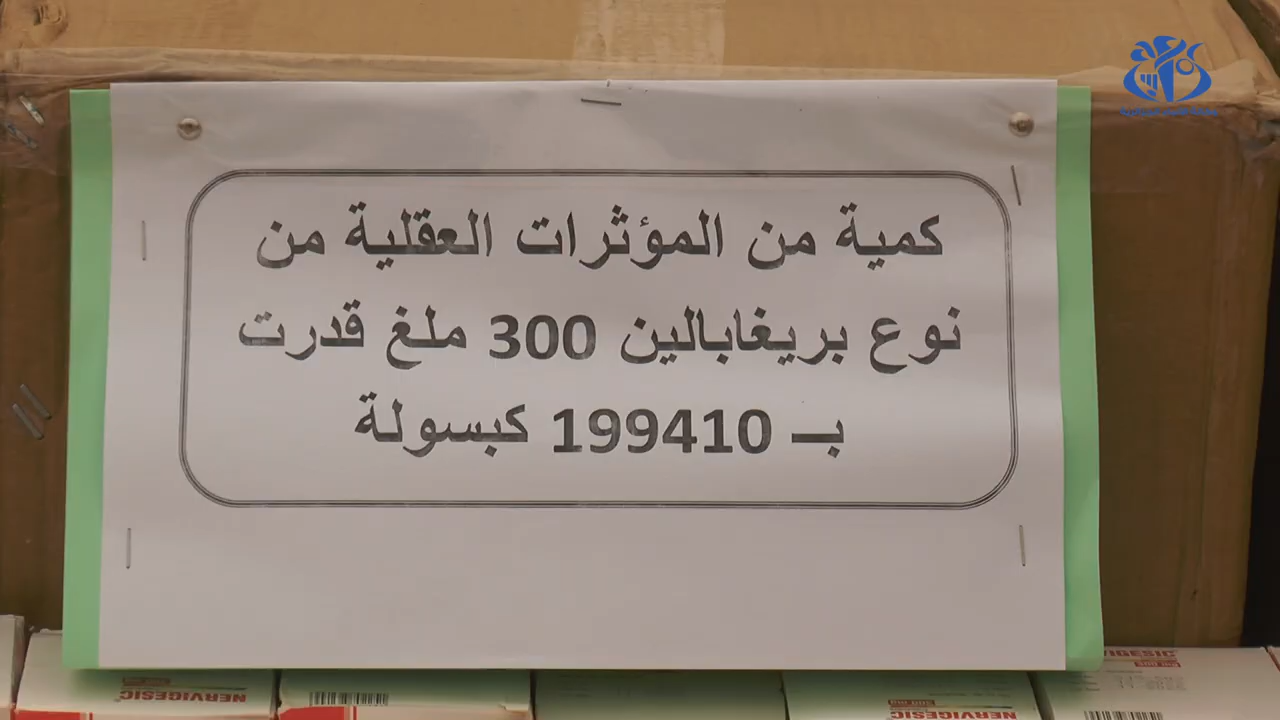 كمية من المؤثرات العقلية من
نوع بريغابالين 300 ملغ قدرت
بـ 199410 كبسولة
NERVIGESIC
NERVIGESIC